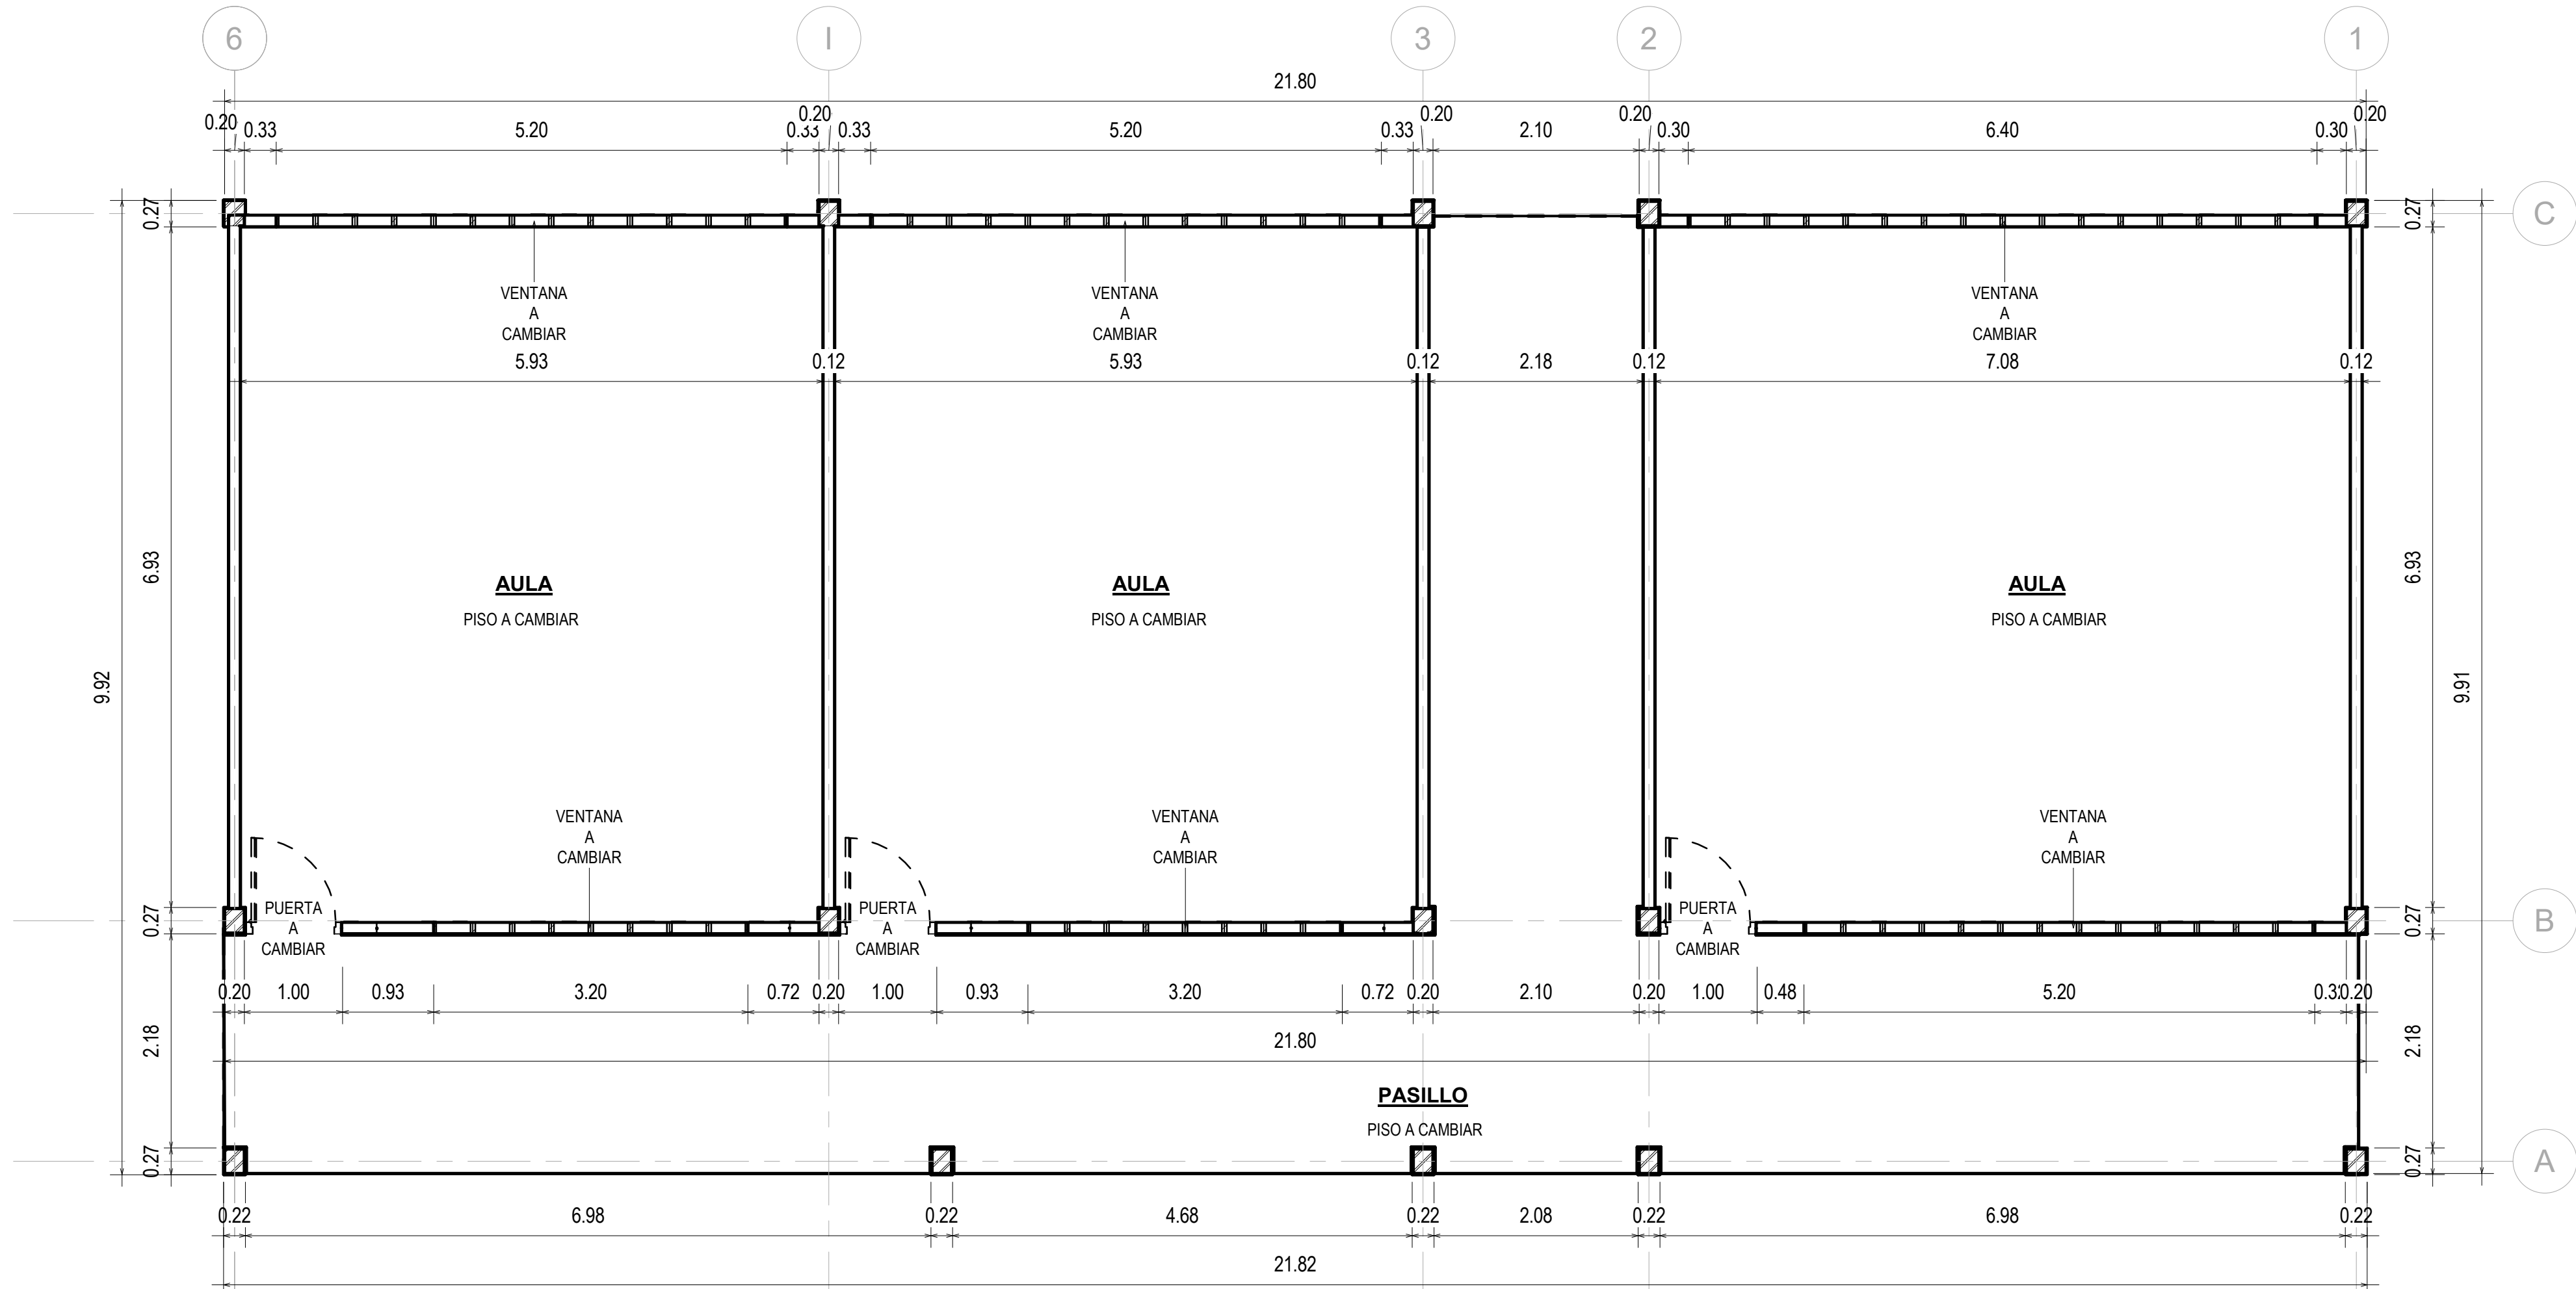 6 I 3 2 1
21.80
0.20 0.33 5.20 0.33 0.20 0.33 5.20 0.33 0.20 2.10 0.20 0.30 6.40 0.30 0.20
0.27 0.27 C
VENTANA VENTANA VENTANA
A A A
CAMBIAR CAMBIAR CAMBIAR
5.93 0.12 5.93 0.12 2.18 0.12 7.08 0.12
6.93 6.93
AULA AULA AULA
PISO A CAMBIAR PISO A CAMBIAR PISO A CAMBIAR
9.92 9.91
VENTANA VENTANA VENTANA
A A A
CAMBIAR CAMBIAR CAMBIAR
PUERTA PUERTA PUERTA
0.27 A A A 0.27 B
CAMBIAR CAMBIAR CAMBIAR
0.20 1.00 0.93 3.20 0.72 0.20 1.00 0.93 3.20 0.72 0.20 2.10 0.20 1.00 0.48 5.20 0.20
2.18 21.80 2.18
PASILLO
PISO A CAMBIAR
0.27 0.27 A
0.22 6.98 0.22 4.68 0.22 2.08 0.22 6.98 0.22
21.82